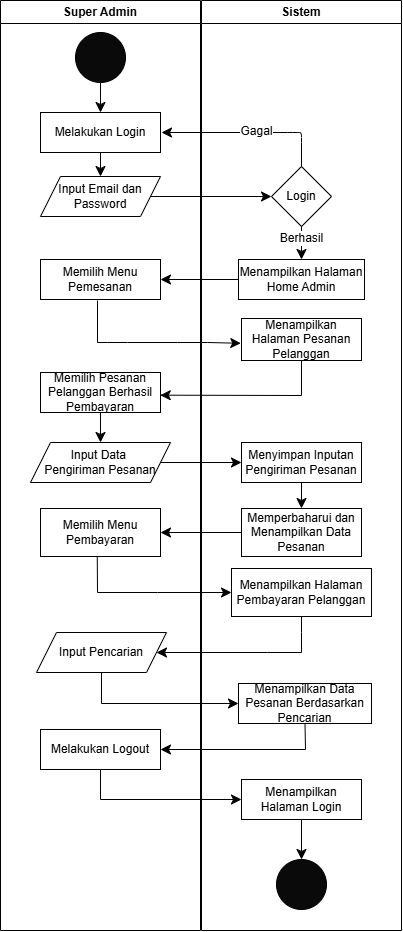 Super Admin
Sistem
Melakukan Login
Gagal
Input Email dan
Password
Login
Berhasil
Memilih Menu
Pemesanan
Menampilkan Halaman
Home Admin
Menampilkan
Halaman Pesanan
Pelanggan
Memilih Pesanan
Pelanggan Berhasil
Pembayaran
Input Data
Pengiriman Pesanan
Menyimpan Inputan
Pengiriman Pesanan
Memilih Menu
Pembayaran
Memperbaharui dan
Menampilkan Data
Pesanan
Menampilkan Halaman
Pembayaran Pelanggan
Input Pencarian
Menampilkan Data
Pesanan Berdasarkan
Pencarian
Melakukan Logout
Menampilkan
Halaman Login